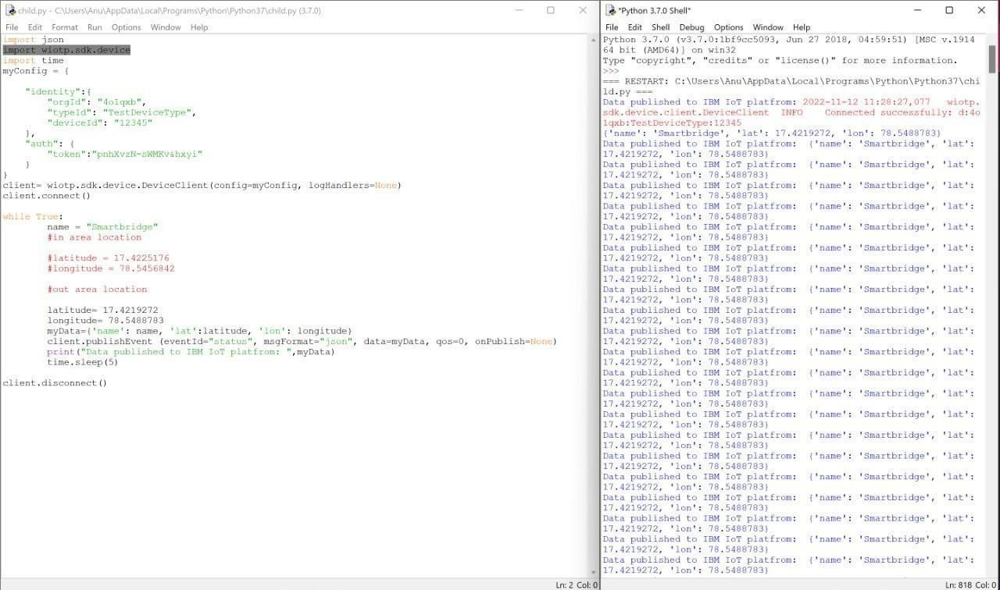 child.py - C:\Users\Anu\AppData\Local\Programs\Python\Python37\child.py (3.7.0)
File Edit Format Run Options Window Help
import json
import wiotp.sdk.device
import time
myConfig = {
"identity":{
"orgId": "4o1qxb",
"typeId": "TestDeviceType",
"deviceId": "12345"
},
"auth": {
"token":"pnhXvzN-sWMKv&hxyi"
}
}
client= wiotp.sdk.device.DeviceClient(config=myConfig, logHandlers=None)
client.connect()
while True:
name = "Smartbridge"
#in area location
#latitude = 17.4225176
#longitude = 78.5456842
#out area location
latitude= 17.4219272
longitude= 78.5488783
myData={'name': name, 'lat':latitude, 'lon': longitude}
client.publishEvent (eventId="status", msgFormat="json", data=myData, qos=0, onPublish=None)
print("Data published to IBM IoT platfrom: ",myData)
time.sleep(5)
client.disconnect()
Ln: 2 Col: 0
*Python 3.7.0 Shell*
File Edit Shell Debug Options Window Help
Python 3.7.0 (v3.7.0:1bf9cc5093, Jun 27 2018, 04:59:51) [MSC v.1914
64 bit (AMD64)] on win32
Type "copyright", "credits" or "license()" for more information.
>>>
=== RESTART: C:\Users\Anu\AppData\Local\Programs\Python\Python37\chi
ld.py ===
Data published to IBM IoT platfrom: 2022-11-12 11:28:27,077 wiotp.
sdk.device.client.DeviceClient INFO Connected successfully: d:4o
1qxb:TestDeviceType:12345
{'name': 'Smartbridge', 'lat': 17.4219272, 'lon': 78.5488783}
Data published to IBM IoT platfrom: {'name': 'Smartbridge', 'lat':
17.4219272, 'lon': 78.5488783}
Data published to IBM IoT platfrom: {'name': 'Smartbridge', 'lat':
17.4219272, 'lon': 78.5488783}
Data published to IBM IoT platfrom: {'name': 'Smartbridge', 'lat':
17.4219272, 'lon': 78.5488783}
Data published to IBM IoT platfrom: {'name': 'Smartbridge', 'lat':
17.4219272, 'lon': 78.5488783}
Data published to IBM IoT platfrom: {'name': 'Smartbridge', 'lat':
17.4219272, 'lon': 78.5488783}
Data published to IBM IoT platfrom: {'name': 'Smartbridge', 'lat':
17.4219272, 'lon': 78.5488783}
Data published to IBM IoT platfrom: {'name': 'Smartbridge', 'lat':
17.4219272, 'lon': 78.5488783}
Data published to IBM IoT platfrom: {'name': 'Smartbridge', 'lat':
17.4219272, 'lon': 78.5488783}
Data published to IBM IoT platfrom: {'name': 'Smartbridge', 'lat':
17.4219272, 'lon': 78.5488783}
Data published to IBM IoT platfrom: {'name': 'Smartbridge', 'lat':
17.4219272, 'lon': 78.5488783}
Data published to IBM IoT platfrom: {'name': 'Smartbridge', 'lat':
17.4219272, 'lon': 78.5488783}
Data published to IBM IoT platfrom: {'name': 'Smartbridge', 'lat':
17.4219272, 'lon': 78.5488783}
Data published to IBM IoT platfrom: {'name': 'Smartbridge', 'lat':
17.4219272, 'lon': 78.5488783}
Data published to IBM IoT platfrom: {'name': 'Smartbridge', 'lat':
17.4219272, 'lon': 78.5488783}
Data published to IBM IoT platfrom: {'name': 'Smartbridge', 'lat':
17.4219272, 'lon': 78.5488783}
Data published to IBM IoT platfrom: {'name': 'Smartbridge', 'lat':
17.4219272, 'lon': 78.5488783}
Data published to IBM IoT platfrom: {'name': 'Smartbridge', 'lat':
17.4219272, 'lon': 78.5488783}
Data published to IBM IoT platfrom: {'name': 'Smartbridge', 'lat':
17.4219272, 'lon': 78.5488783}
Data published to IBM IoT platfrom: {'name': 'Smartbridge', 'lat':
17.4219272, 'lon': 78.5488783}
Data published to IBM IoT platfrom: {'name': 'Smartbridge', 'lat':
17.4219272, 'lon': 78.5488783}
Data published to IBM IoT platfrom: {'name': 'Smartbridge', 'lat':
17.4219272, 'lon': 78.5488783}
Ln: 818 Col: 0